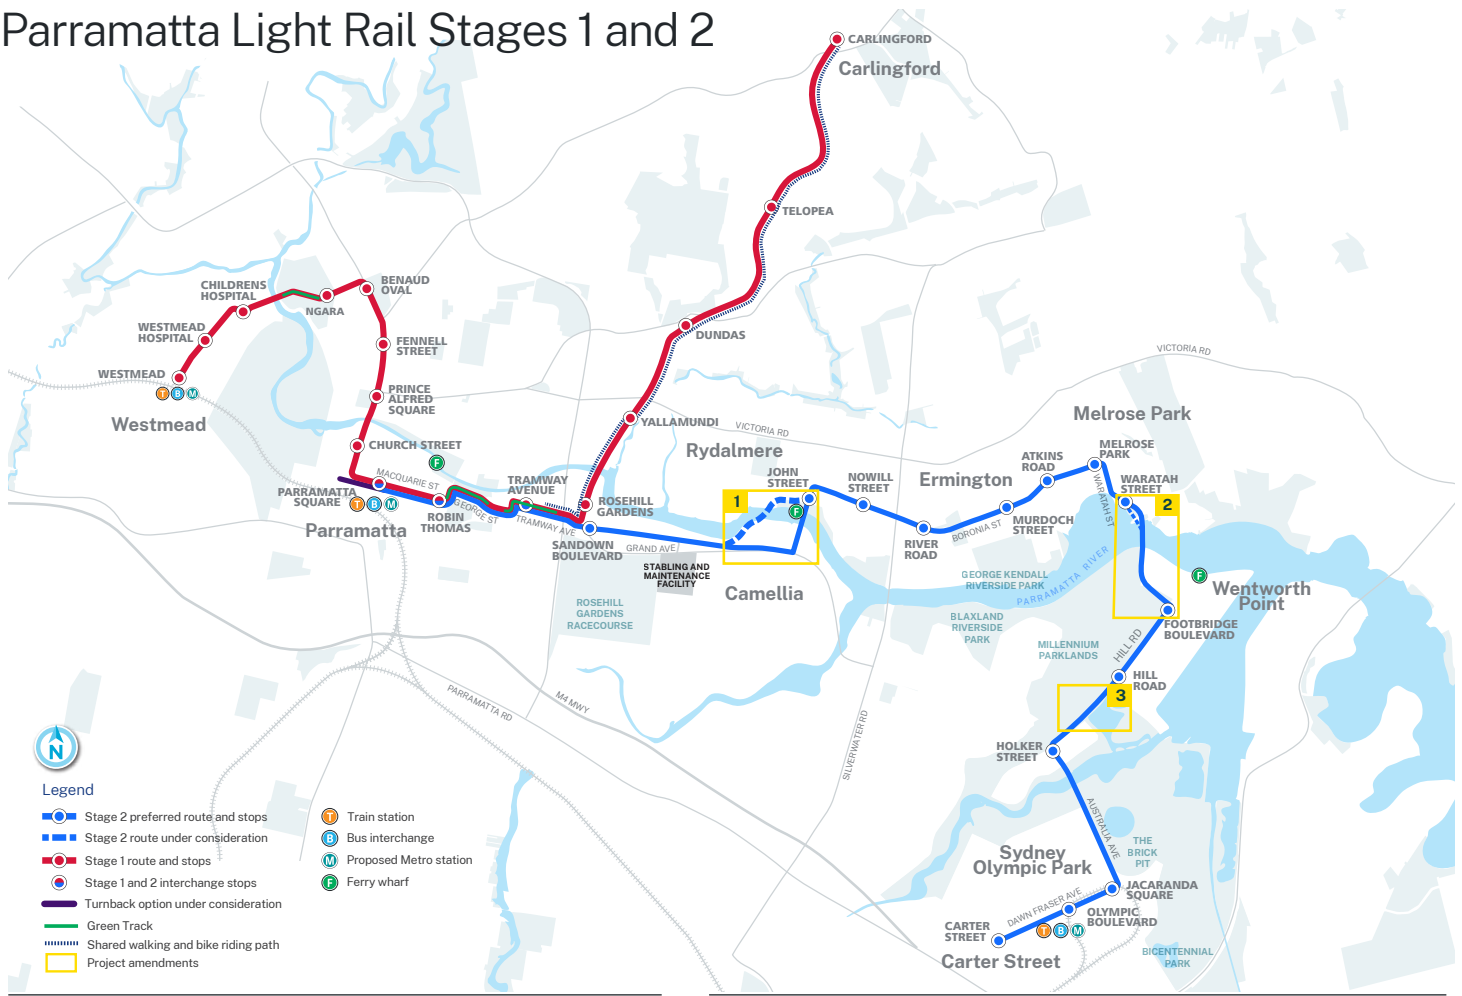 Parramatta Light Rail Stages 1 and 2
CARLINGFORD
Carlingford
TELOPEA
DUNDAS
YALLAMUNDI
ROSEHILL
GARDENS
CHILDRENS
HOSPITAL
BENAUD
OVAL
NGARA
WESTMEAD
HOSPITAL
FENNELL
STREET
WESTMEAD
T B M
Westmead
PRINCE
ALFRED
SQUARE
CHURCH STREET
F
MACQUARIE ST
PARRAMATTA
SQUARE
T B M
Parramatta
ROBIN
THOMAS
GEORGE ST
TRAMWAY
AVENUE
TRAMWAY AVE
SANDOWN
BOULEVARD
GRAND AVE
STABLING AND
MAINTENANCE
FACILITY
ROSEHILL
GARDENS
RACECOURSE
VICTORIA RD
Rydalmere
JOHN
STREET
1
F
Camellia
NOWILL
STREET
RIVER
ROAD
Ermington
BORONIA ST
MURDOCH
STREET
ATKINS
ROAD
VICTORIA RD
Melrose Park
MELROSE
PARK
WARATAH
STREET
WARATAH ST
2
GEORGE KENDALL
RIVERSIDE PARK
PARRAMATTA RIVER
BLAXLAND
RIVERSIDE
PARK
F
Wentworth
Point
FOOTBRIDGE
BOULEVARD
MILLENNIUM
PARKLANDS
HILL RD
HILL
ROAD
3
HOLKER
STREET
AUSTRALIA AVE
THE
BRICK
PIT
Sydney
Olympic Park
JACARANDA
SQUARE
DAWN FRASER AVE
OLYMPIC
BOULEVARD
T B M
CARTER
STREET
Carter Street
BICENTENNIAL
PARK
PARRAMATTA RD
M4 MWY
SILVERWATER RD
N
Legend
Stage 2 preferred route and stops
Stage 2 route under consideration
Stage 1 route and stops
Stage 1 and 2 interchange stops
Turnback option under consideration
Green Track
Shared walking and bike riding path
Project amendments
T Train station
B Bus interchange
M Proposed Metro station
F Ferry wharf